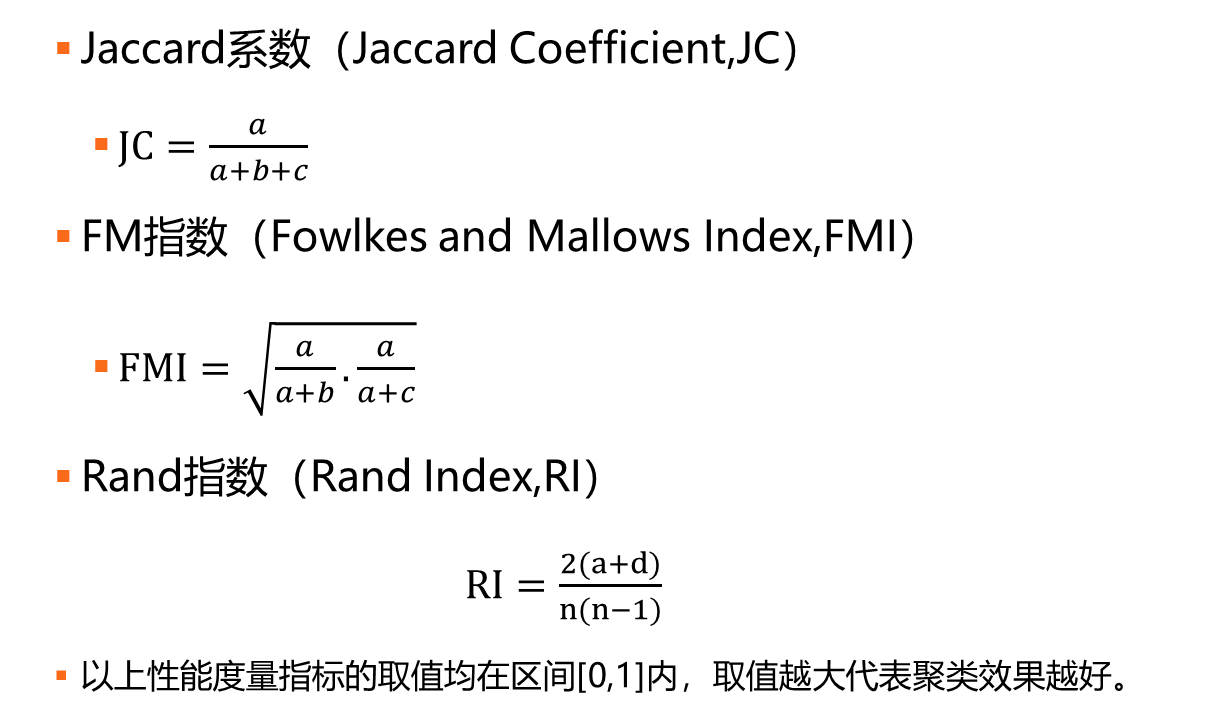 ▪ Jaccard系数（Jaccard Coefficient,JC）
▪ JC = a/(a+b+c)
▪ FM指数（Fowlkes and Mallows Index,FMI）
▪ FMI = √(a/(a+b) . a/(a+c))
▪ Rand指数（Rand Index,RI）
RI = 2(a+d)/n(n−1)
▪ 以上性能度量指标的取值均在区间[0,1]内，取值越大代表聚类效果越好。